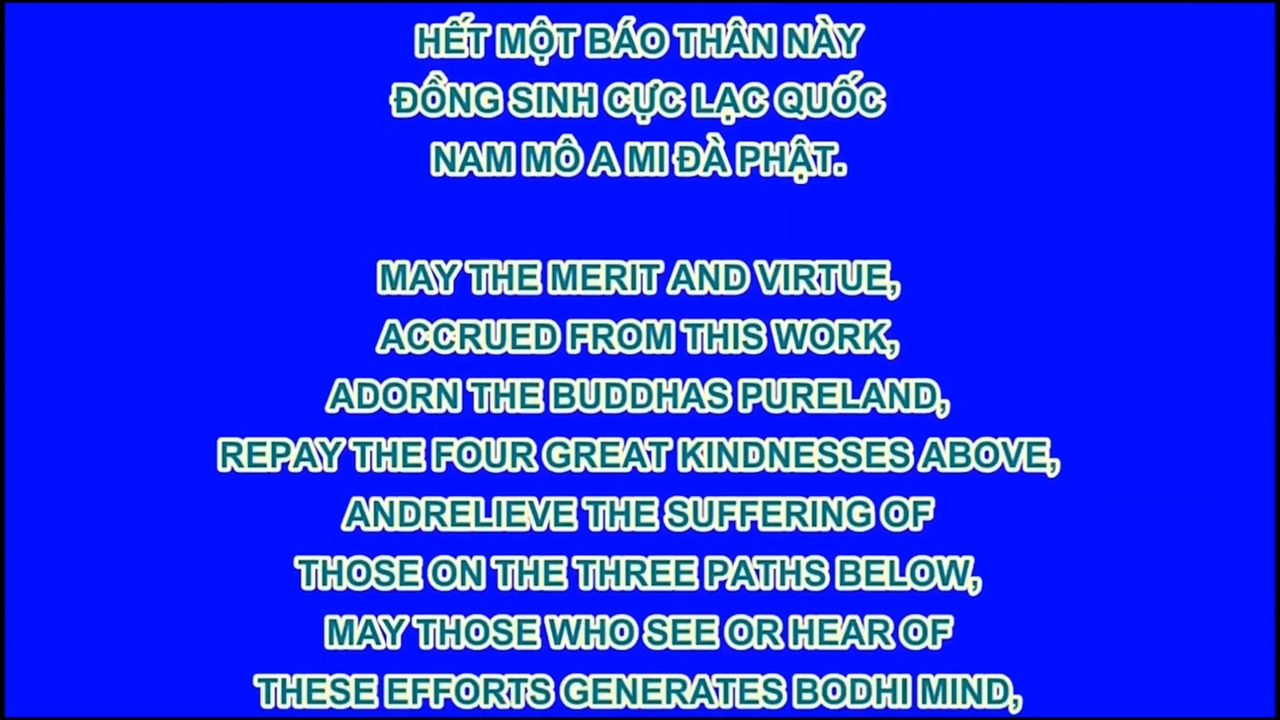 HẾT MỘT BÁO THÂN NÀY
ĐỒNG SINH CỰC LẠC QUỐC
NAM MÔ A MI ĐÀ PHẬT.
MAY THE MERIT AND VIRTUE,
ACCRUED FROM THIS WORK,
ADORN THE BUDDHAS PURELAND,
REPAY THE FOUR GREAT KINDNESSES ABOVE,
ANDRELIEVE THE SUFFERING OF
THOSE ON THE THREE PATHS BELOW,
MAY THOSE WHO SEE OR HEAR OF
THESE EFFORTS GENERATES BODHI MIND,